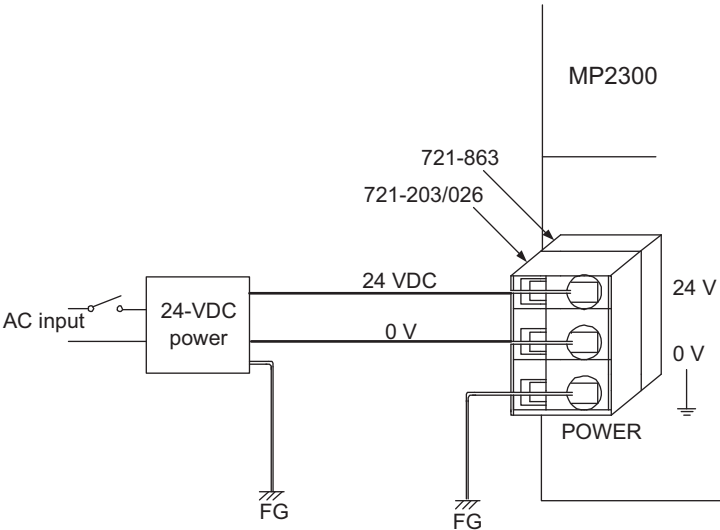 MP2300
721-863
721-203/026
24 VDC
24 V
AC input
24-VDC
power
0 V
0 V
POWER
FG
FG